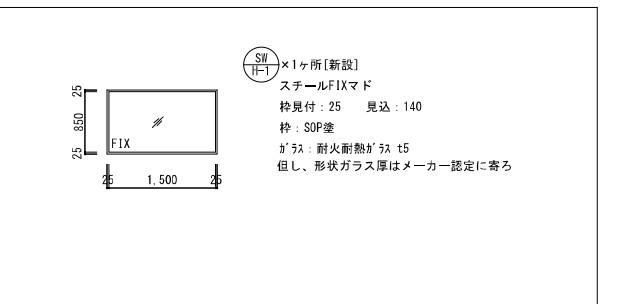 SW
H-1
×1ヶ所[新設]
スチールFIXマド
枠見付：25　見込：140
枠：SOP塗
ｶﾞﾗｽ：耐火耐熱ｶﾞﾗｽ t5
但し、形状ガラス厚はメーカー認定に寄ろ
25
850
25
FIX
25 1,500 25